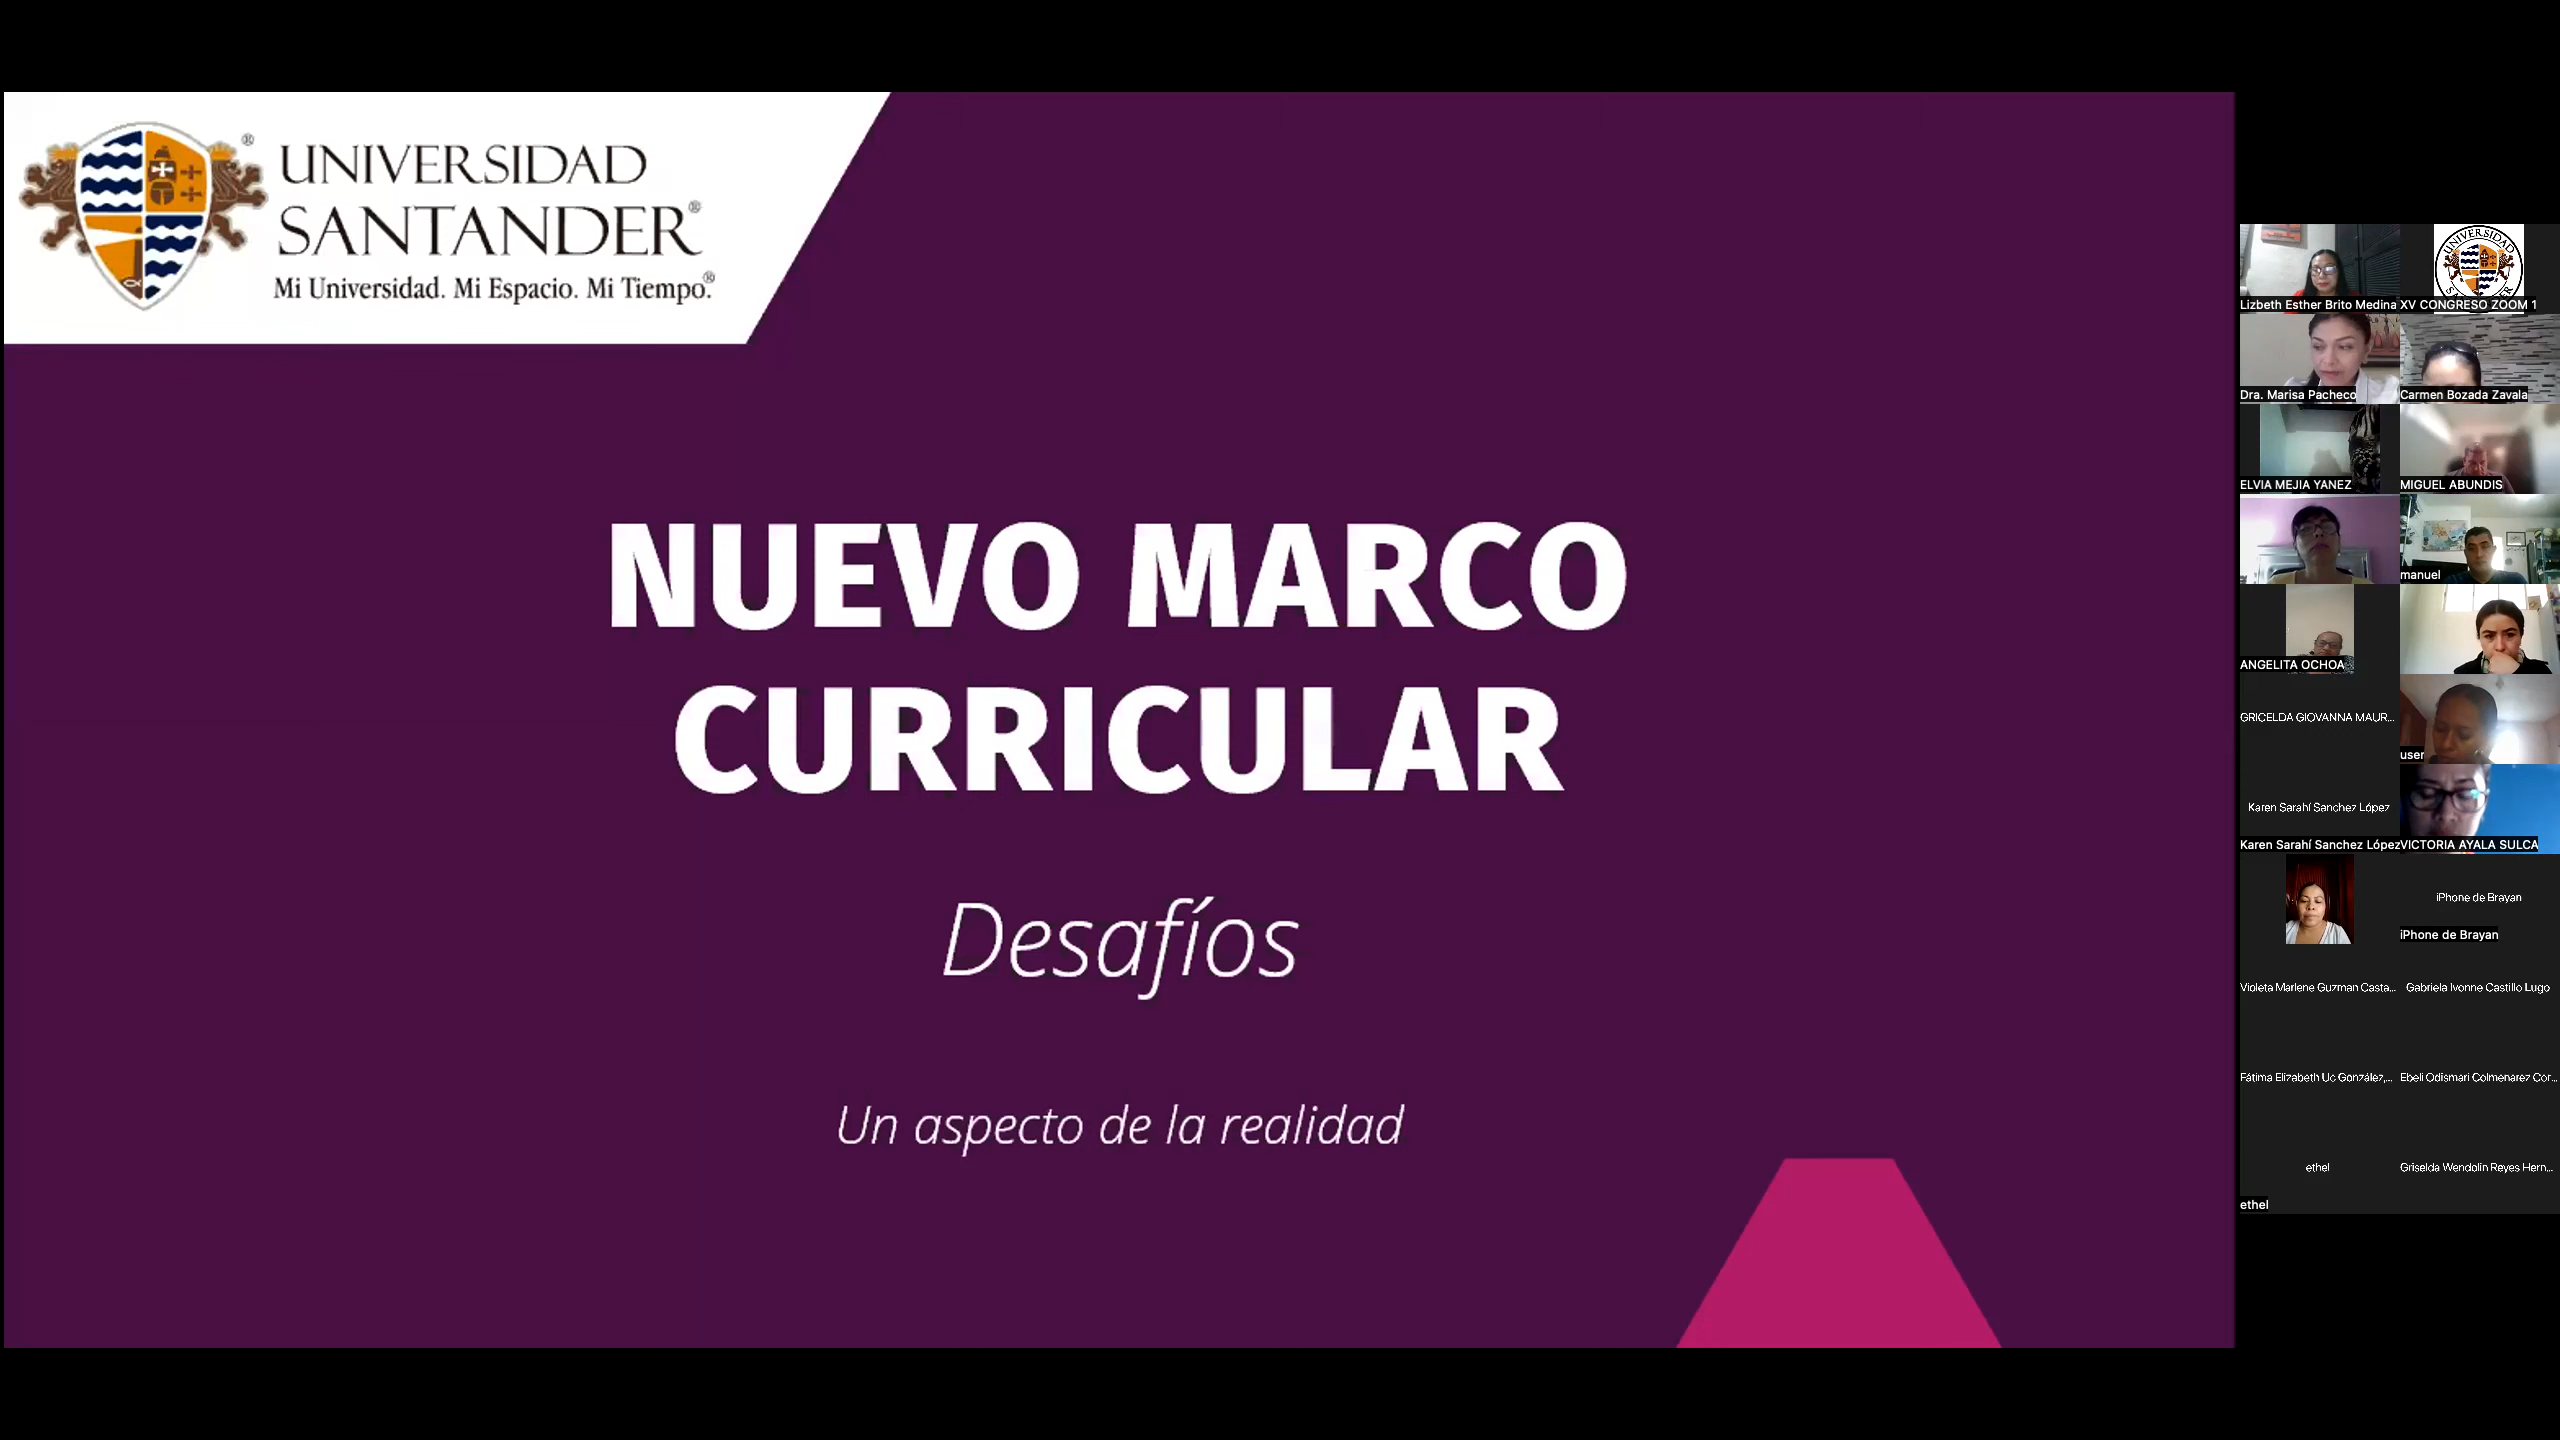 UNIVERSIDAD
SANTANDER®
Mi Universidad. Mi Espacio. Mi Tiempo.®
NUEVO MARCO
CURRICULAR
Desafíos
Un aspecto de la realidad
Lizbeth Esther Brito Medina
XV CONGRESO ZOOM 1
Dra. Marisa Pacheco
Carmen Bozada Zavala
ELVIA MEJIA YANEZ
MIGUEL ABUNDIS
manuel
ANGELITA OCHOA
GRICELDA GIOVANNA MAUR...
user
Karen Sarahí Sanchez López
Karen Sarahí Sanchez López
VICTORIA AYALA SULCA
iPhone de Brayan
iPhone de Brayan
Violeta Marlene Guzman Casta...
Gabriela Ivonne Castillo Lugo
Fátima Elizabeth Uc González,...
Ebeli Odismari Colmenarez Cor...
ethel
Griselda Wendolin Reyes Hern...
ethel